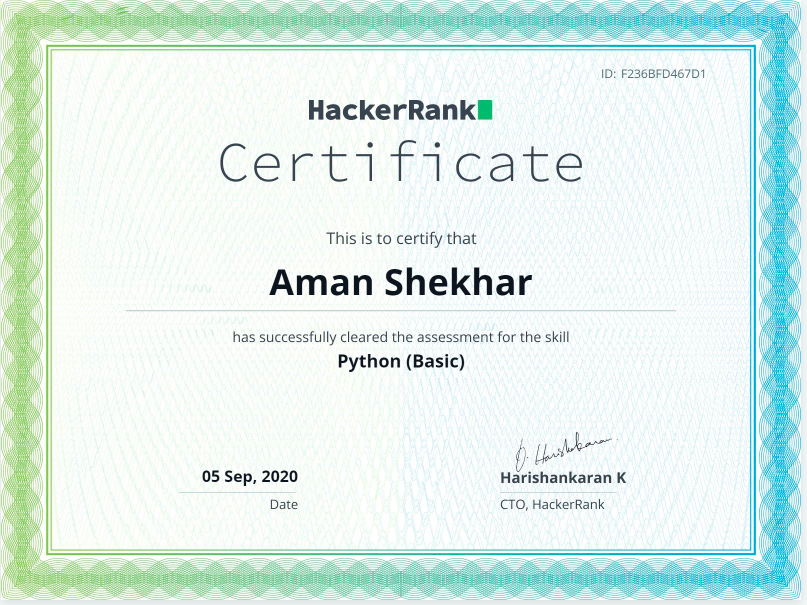 ID: F236BFD467D1
HackerRank
Certificate
This is to certify that
Aman Shekhar
has successfully cleared the assessment for the skill
Python (Basic)
05 Sep, 2020
Date
Harishankaran K
CTO, HackerRank